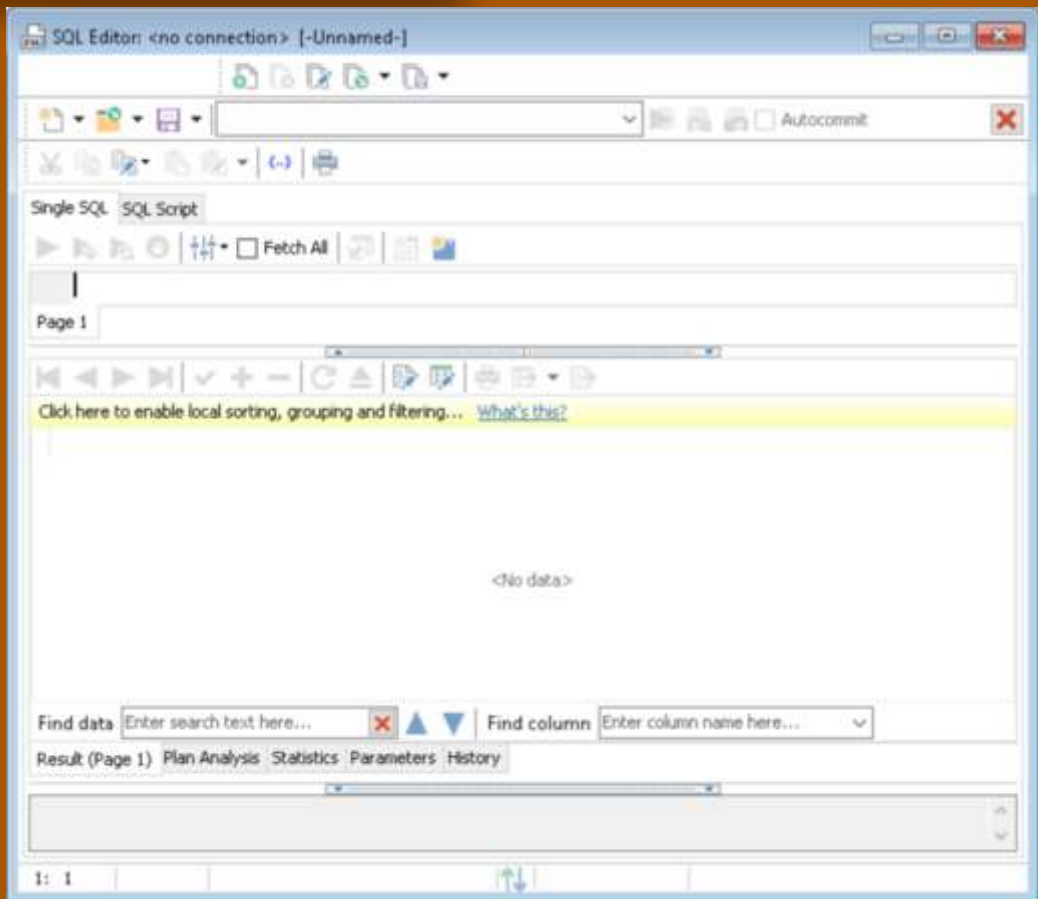 SQL Editor: <no connection> [-Unnamed-]
Autocommit
Single SQL SQL Script
Fetch All
Page 1
Click here to enable local sorting, grouping and filtering... What's this?
<No data>
Find data Enter search text here... Find column Enter column name here...
Result (Page 1) Plan Analysis Statistics Parameters History
1: 1